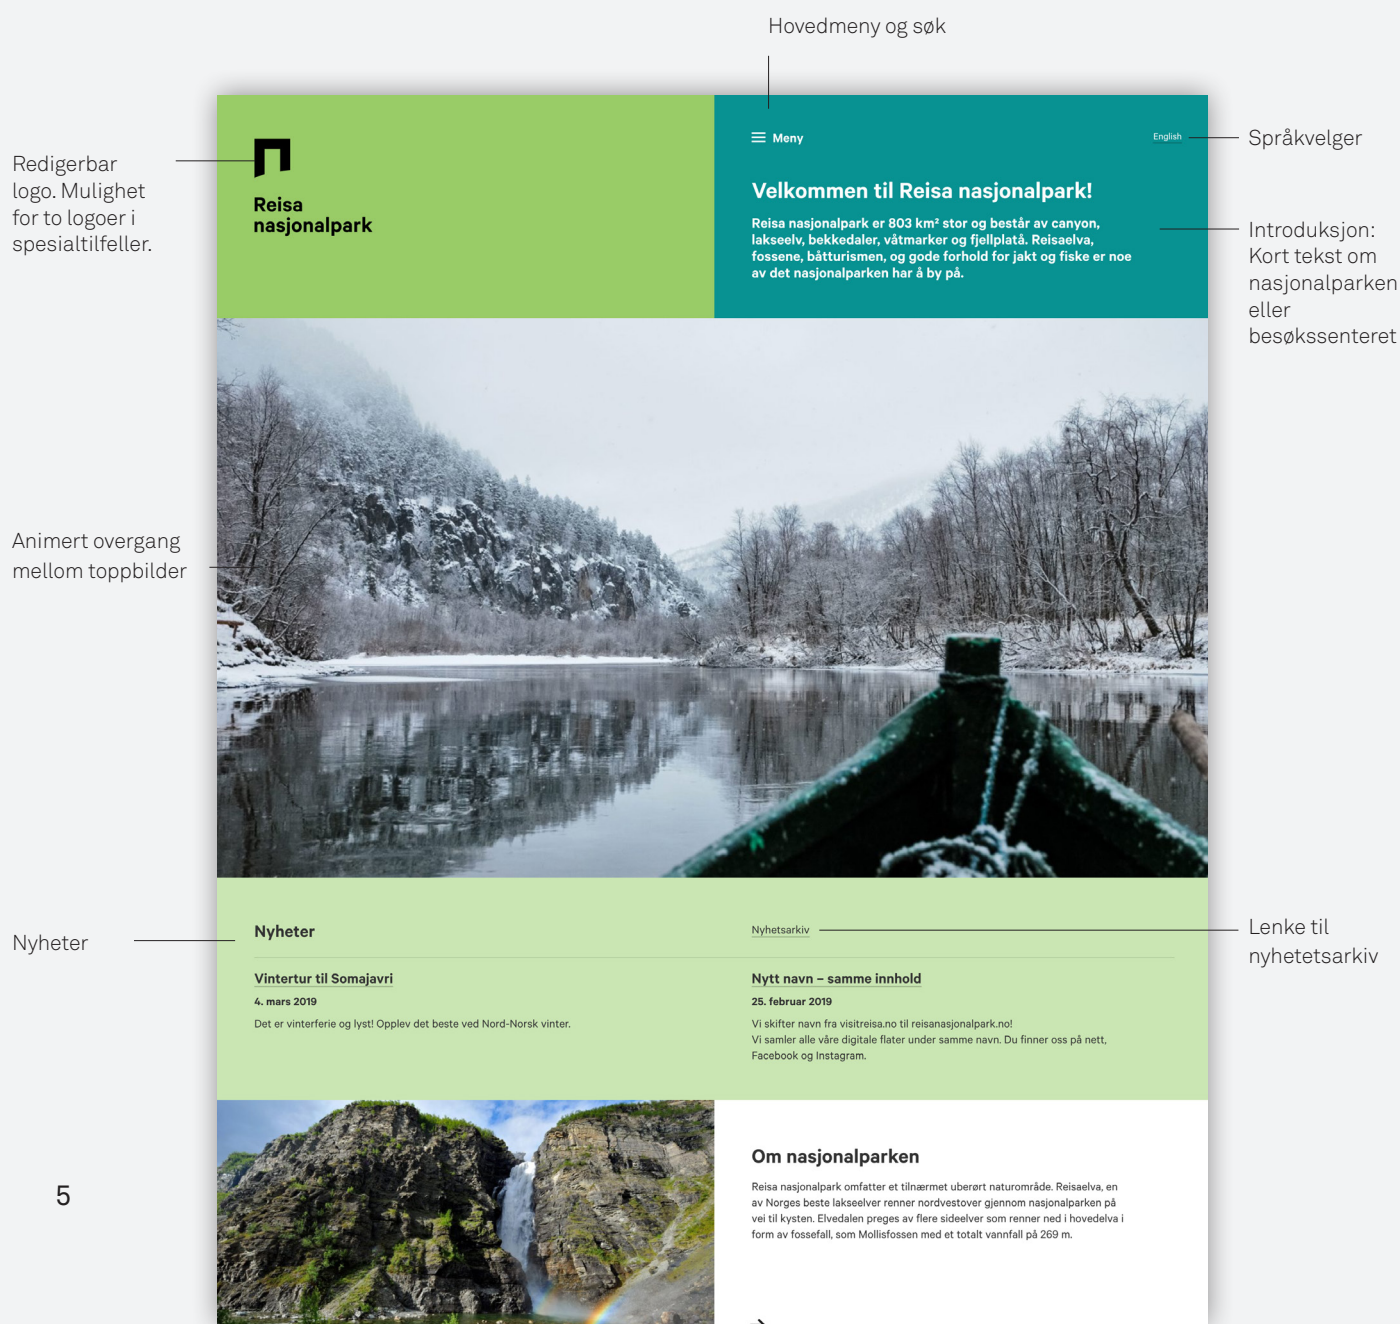 Hovedmeny og søk
Redigerbar
logo. Mulighet
for to logoer i
spesialtilfeller.
Reisa
nasjonalpark
Meny
English
Språkvelger
Velkommen til Reisa nasjonalpark!
Reisa nasjonalpark er 803 km² stor og består av canyon,
lakseelv, bekkedaler, våtmarker og fjellplatå. Reisaelva,
fossene, båtturismen, og gode forhold for jakt og fiske er noe
av det nasjonalparken har å by på.
Introduksjon:
Kort tekst om
nasjonalparken
eller
besøkssenteret
Animert overgang
mellom toppbilder
Nyheter
Nyheter
Nyhetsarkiv
Lenke til
nyhetetsarkiv
Vintertur til Somajavri
4. mars 2019
Det er vinterferie og lyst! Opplev det beste ved Nord-Norsk vinter.
Nytt navn – samme innhold
25. februar 2019
Vi skifter navn fra visitreisa.no til reisanasjonalpark.no!
Vi samler alle våre digitale flater under samme navn. Du finner oss på nett,
Facebook og Instagram.
Om nasjonalparken
Reisa nasjonalpark omfatter et tilnærmet uberørt naturområde. Reisaelva, en
av Norges beste lakseelver renner nordvestover gjennom nasjonalparken på
vei til kysten. Elvedalen preges av flere sideelver som renner ned i hovedelva i
form av fossefall, som Mollisfossen med et totalt vannfall på 269 m.
5